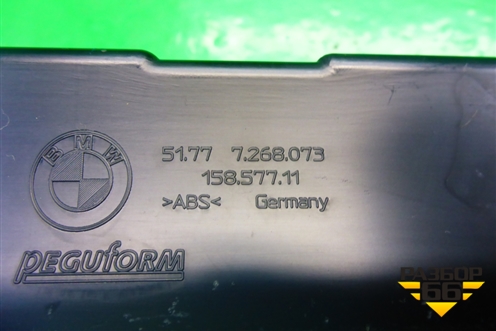 BMW
51.77 7.268.073
158.577.11
>ABS< Germany
PEGUFORM
РАЗБОР
66